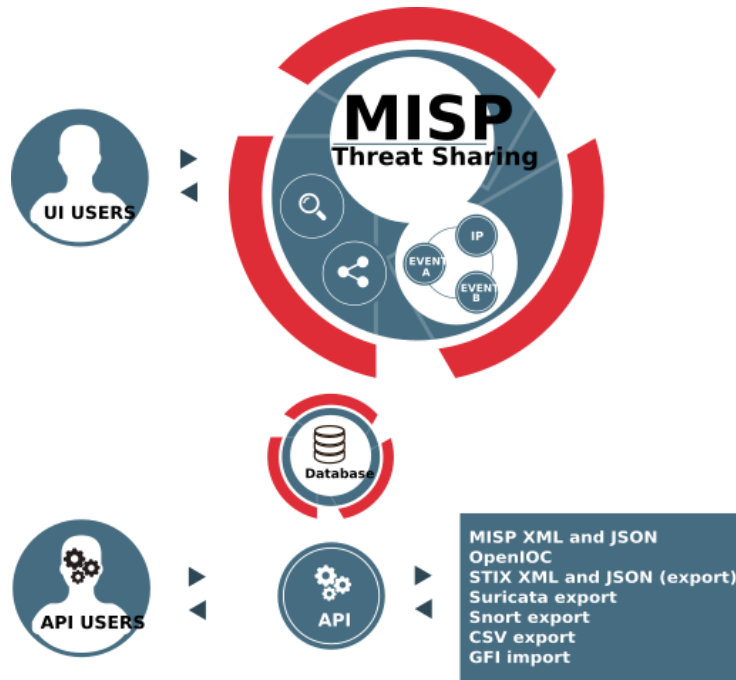 MISP
Threat Sharing
UI USERS
IP
EVENT
A
EVENT
B
Database
API USERS
API
MISP XML and JSON
OpenIOC
STIX XML and JSON (export)
Suricata export
Snort export
CSV export
GFI import